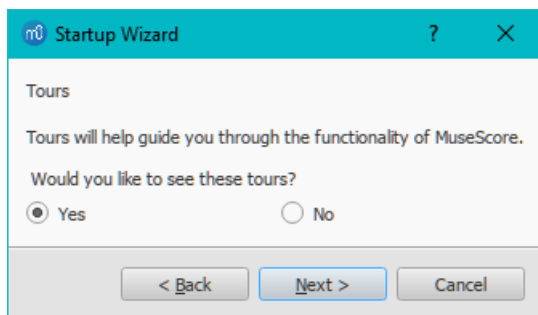 Startup Wizard ?
Tours
Tours will help guide you through the functionality of MuseScore.
Would you like to see these tours?
Yes No
< Back Next > Cancel